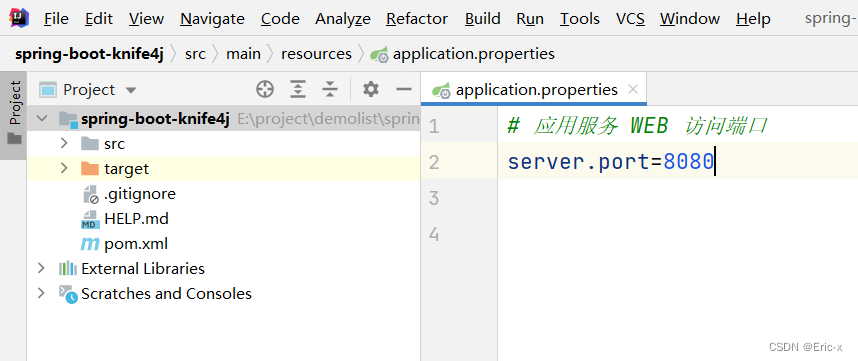 File Edit View Navigate Code Analyze Refactor Build Run Tools VCS Window Help spring-
spring-boot-knife4j src main resources application.properties
Project
Project
application.properties
spring-boot-knife4j E:\project\demolist\sprin
src
target
.gitignore
HELP.md
pom.xml
External Libraries
Scratches and Consoles
1 # 应用服务 WEB 访问端口
2 server.port=8080
3
4
CSDN @Eric-x